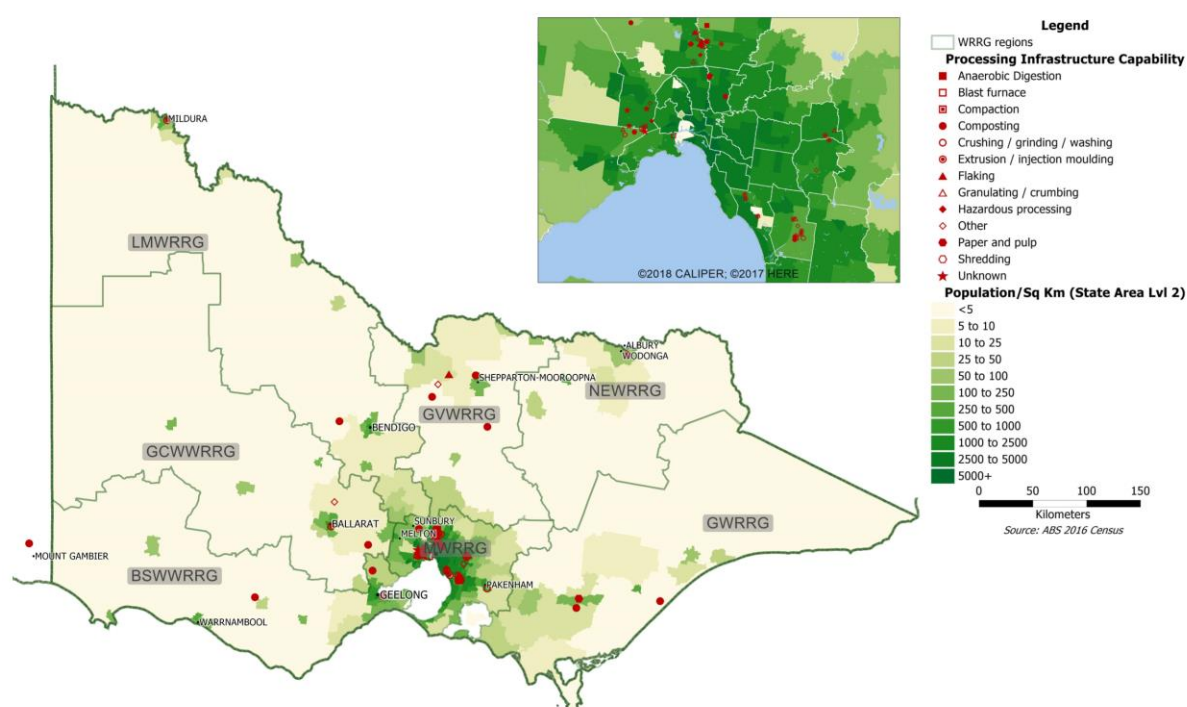 MILDURA
LMWRRG
ALBURY
WODONGA
SHEPPARTON-MOOROOPNA
NEWRRG
GVWRRG
BENDIGO
GCWWRRG
BALLARAT
SUNBURY
MELTON
MWRRG
GWRRG
MOUNT GAMBIER
BSWWRRG
PAKENHAM
GEELONG
WARRNAMBOOL
©2018 CALIPER; ©2017 HERE
Legend
WRRG regions
Processing Infrastructure Capability
Anaerobic Digestion
Blast furnace
Compaction
Composting
Crushing / grinding / washing
Extrusion / injection moulding
Flaking
Granulating / crumbing
Hazardous processing
Other
Paper and pulp
Shredding
Unknown
Population/Sq Km (State Area Lvl 2)
<5
5 to 10
10 to 25
25 to 50
50 to 100
100 to 250
250 to 500
500 to 1000
1000 to 2500
2500 to 5000
5000+
0 50 100 150
Kilometers
Source: ABS 2016 Census